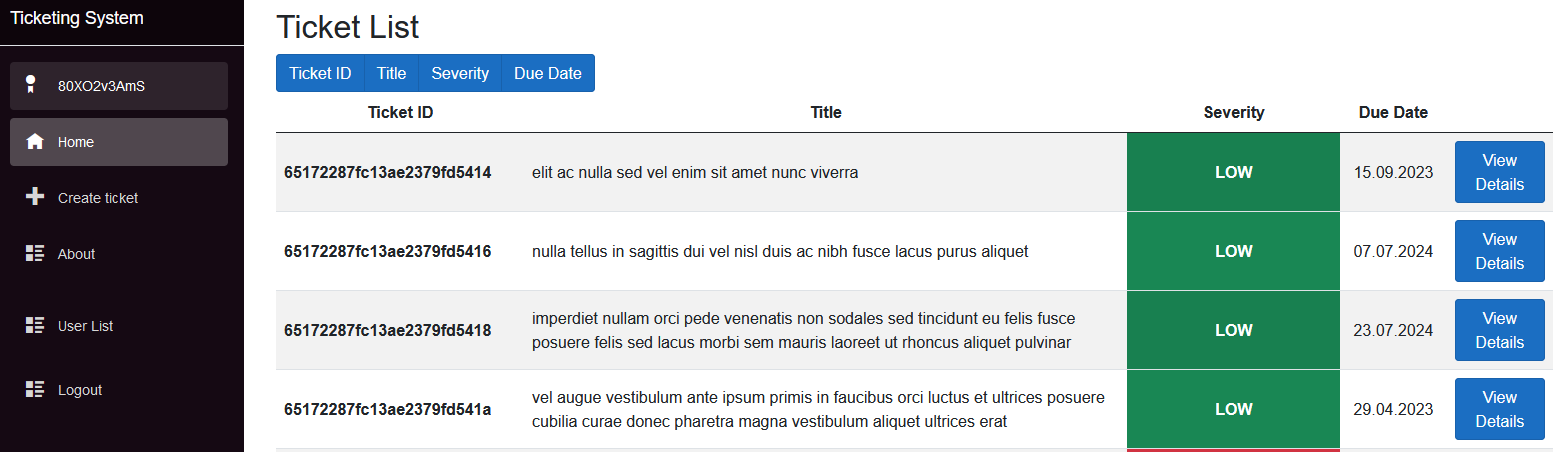 Ticketing System
80XO2v3AmS
Home
Create ticket
About
User List
Logout
Ticket List
Ticket ID Title Severity Due Date
Ticket ID Title Severity Due Date
65172287fc13ae2379fd5414 elit ac nulla sed vel enim sit amet nunc viverra LOW 15.09.2023 View Details
65172287fc13ae2379fd5416 nulla tellus in sagittis dui vel nisl duis ac nibh fusce lacus purus aliquet LOW 07.07.2024 View Details
65172287fc13ae2379fd5418 imperdiet nullam orci pede venenatis non sodales sed tincidunt eu felis fusce
posuere felis sed lacus morbi sem mauris laoreet ut rhoncus aliquet pulvinar LOW 23.07.2024 View Details
65172287fc13ae2379fd541a vel augue vestibulum ante ipsum primis in faucibus orci luctus et ultrices posuere
cubilia curae donec pharetra magna vestibulum aliquet ultrices erat LOW 29.04.2023 View Details